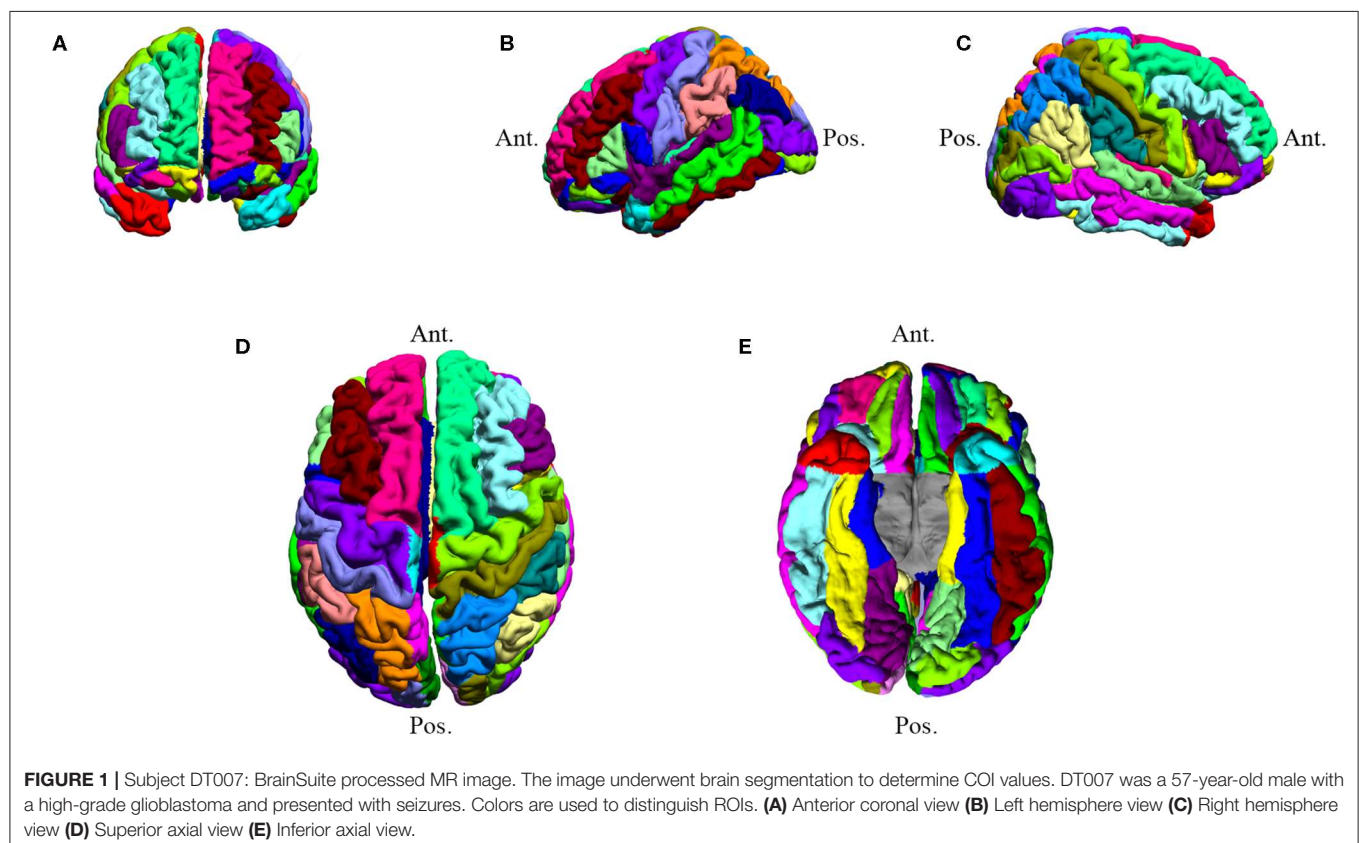 A
B
C
Ant.
Pos.
Pos.
Ant.
D
Ant.
E
Ant.
Pos.
Pos.
FIGURE 1 | Subject DT007: BrainSuite processed MR image. The image underwent brain segmentation to determine COI values. DT007 was a 57-year-old male with
a high-grade glioblastoma and presented with seizures. Colors are used to distinguish ROIs. (A) Anterior coronal view (B) Left hemisphere view (C) Right hemisphere
view (D) Superior axial view (E) Inferior axial view.